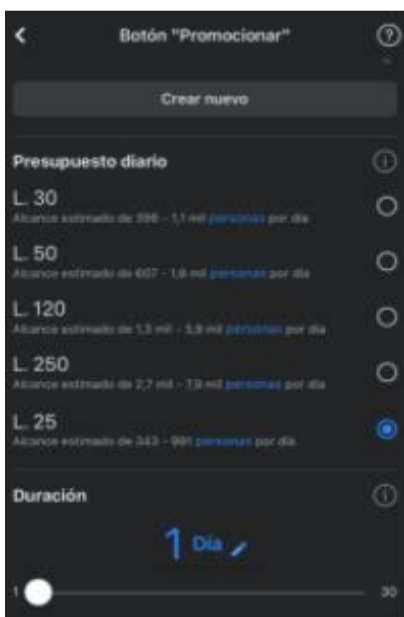 Botón "Promocionar"
Crear nuevo
Presupuesto diario
L. 30
Alcance estimado de 396 - 1,1 mil personas por día
L. 50
Alcance estimado de 607 - 1,8 mil personas por día
L. 120
Alcance estimado de 1,3 mil - 3,9 mil personas por día
L. 250
Alcance estimado de 2,7 mil - 7,9 mil personas por día
L. 25
Alcance estimado de 343 - 991 personas por día
Duración
1 Día
1 30